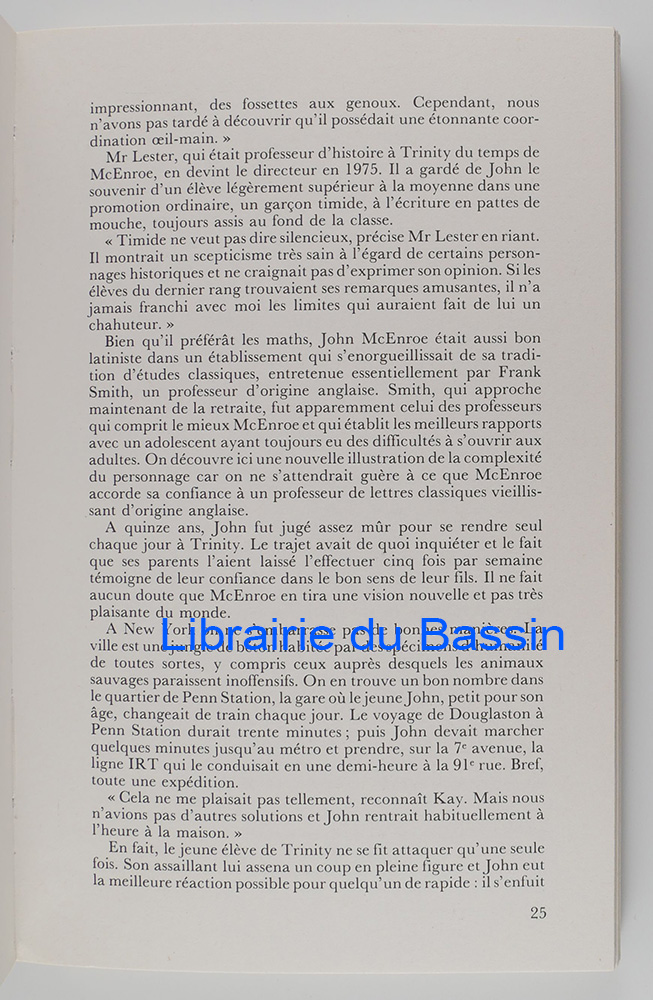 impressionnant, des fossettes aux genoux. Cependant, nous
n'avons pas tardé à découvrir qu'il possédait une étonnante coor-
dination œil-main. »
Mr Lester, qui était professeur d'histoire à Trinity du temps de
McEnroe, en devint le directeur en 1975. Il a gardé de John le
souvenir d'un élève légèrement supérieur à la moyenne dans une
promotion ordinaire, un garçon timide, à l'écriture en pattes de
mouche, toujours assis au fond de la classe.
« Timide ne veut pas dire silencieux, précise Mr Lester en riant.
Il montrait un scepticisme très sain à l'égard de certains person-
nages historiques et ne craignait pas d'exprimer son opinion. Si les
élèves du dernier rang trouvaient ses remarques amusantes, il n'a
jamais franchi avec moi les limites qui auraient fait de lui un
chahuteur. »
Bien qu'il préférât les maths, John McEnroe était aussi bon
latiniste dans un établissement qui s'enorgueillissait de sa tradi-
tion d'études classiques, entretenue essentiellement par Frank
Smith, un professeur d'origine anglaise. Smith, qui approche
maintenant de la retraite, fut apparemment celui des professeurs
qui comprit le mieux McEnroe et qui établit les meilleurs rapports
avec un adolescent ayant toujours eu des difficultés à s'ouvrir aux
adultes. On découvre ici une nouvelle illustration de la complexité
du personnage car on ne s'attendrait guère à ce que McEnroe
accorde sa confiance à un professeur de lettres classiques vieillis-
sant d'origine anglaise.
A quinze ans, John fut jugé assez mûr pour se rendre seul
chaque jour à Trinity. Le trajet avait de quoi inquiéter et le fait
que ses parents l'aient laissé l'effectuer cinq fois par semaine
témoigne de leur confiance dans le bon sens de leur fils. Il ne fait
aucun doute que McEnroe en tira une vision nouvelle et pas très
plaisante du monde.
A New York on ne s'embarrasse pas de bonnes manières. La
Librairie du Bassin
ville est une jungle de béton habitée par des spécimens d'humanité
de toutes sortes, y compris ceux auprès desquels les animaux
sauvages paraissent inoffensifs. On en trouve un bon nombre dans
le quartier de Penn Station, la gare où le jeune John, petit pour son
âge, changeait de train chaque jour. Le voyage de Douglaston à
Penn Station durait trente minutes ; puis John devait marcher
quelques minutes jusqu'au métro et prendre, sur la 7e avenue, la
ligne IRT qui le conduisait en une demi-heure à la 91e rue. Bref,
toute une expédition.
« Cela ne me plaisait pas tellement, reconnaît Kay. Mais nous
n'avions pas d'autres solutions et John rentrait habituellement à
l'heure à la maison. »
En fait, le jeune élève de Trinity ne se fit attaquer qu'une seule
fois. Son assaillant lui assena un coup en pleine figure et John eut
la meilleure réaction possible pour quelqu'un de rapide : il s'enfuit
25